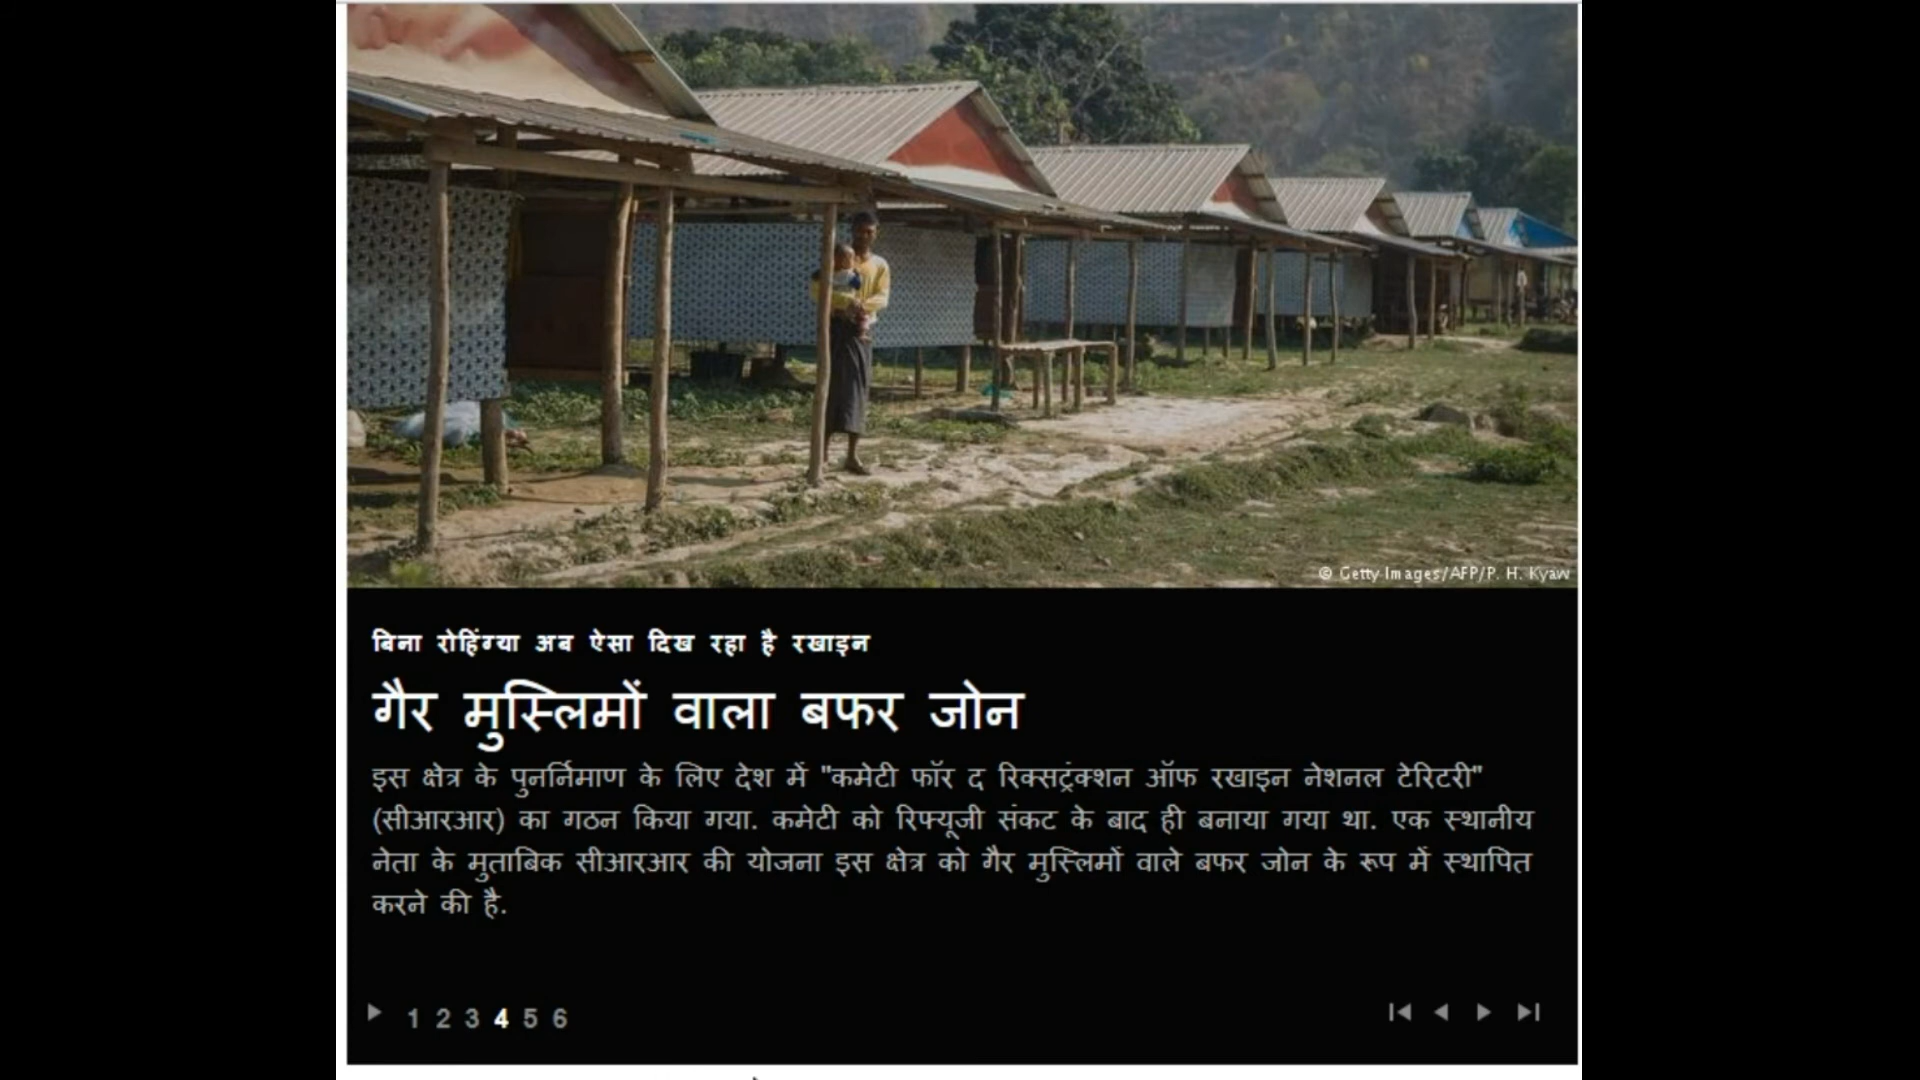 © Getty Images/AFP/P. H. Kyaw
बिना रोहिंग्या अब ऐसा दिख रहा है रखाइन
गैर मुस्लिमों वाला बफर जोन
इस क्षेत्र के पुनर्निमाण के लिए देश में "कमेटी फॉर द रिक्सट्रंक्शन ऑफ रखाइन नेशनल टेरिटरी"
(सीआरआर) का गठन किया गया. कमेटी को रिफ्यूजी संकट के बाद ही बनाया गया था. एक स्थानीय
नेता के मुताबिक सीआरआर की योजना इस क्षेत्र को गैर मुस्लिमों वाले बफर जोन के रूप में स्थापित
करने की है.
1 2 3 4 5 6